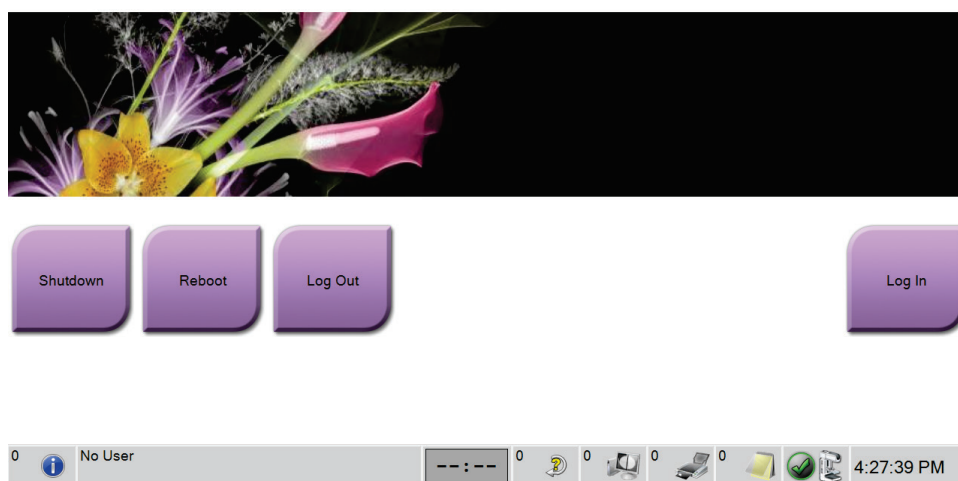 Shutdown
Reboot
Log Out
Log In
0
No User
--:--
0
?
0
0
0
4:27:39 PM